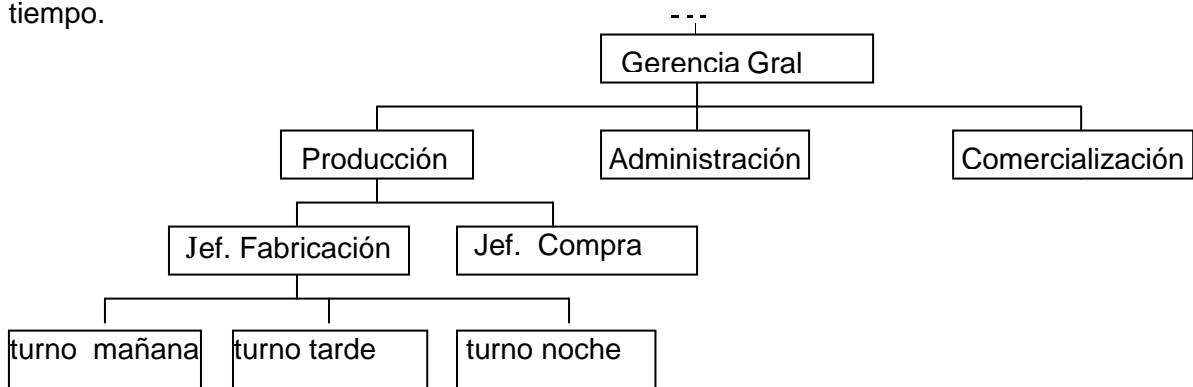 tiempo.
Gerencia Gral
Producción
Administración
Comercialización
Jef. Fabricación
Jef. Compra
turno mañana
turno tarde
turno noche